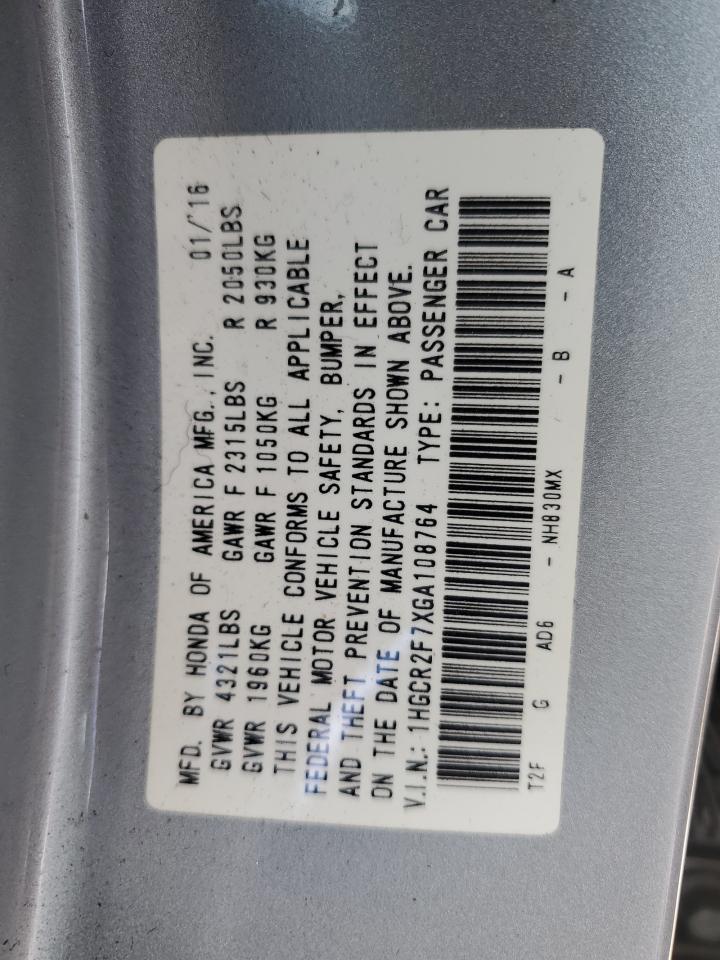 MFD. BY HONDA OF AMERICA MFG., INC. 01/'16
GVWR 4321LBS GAWR F 2315LBS R 2050LBS
GVWR 1960KG GAWR F 1050KG R 930KG
THIS VEHICLE CONFORMS TO ALL APPLICABLE
FEDERAL MOTOR VEHICLE SAFETY, BUMPER,
AND THEFT PREVENTION STANDARDS IN EFFECT
ON THE DATE OF MANUFACTURE SHOWN ABOVE.
V.I.N.: 1HGCR2F7XGA108764 TYPE: PASSENGER CAR
T2F G AD6 - NH830MX - B - A